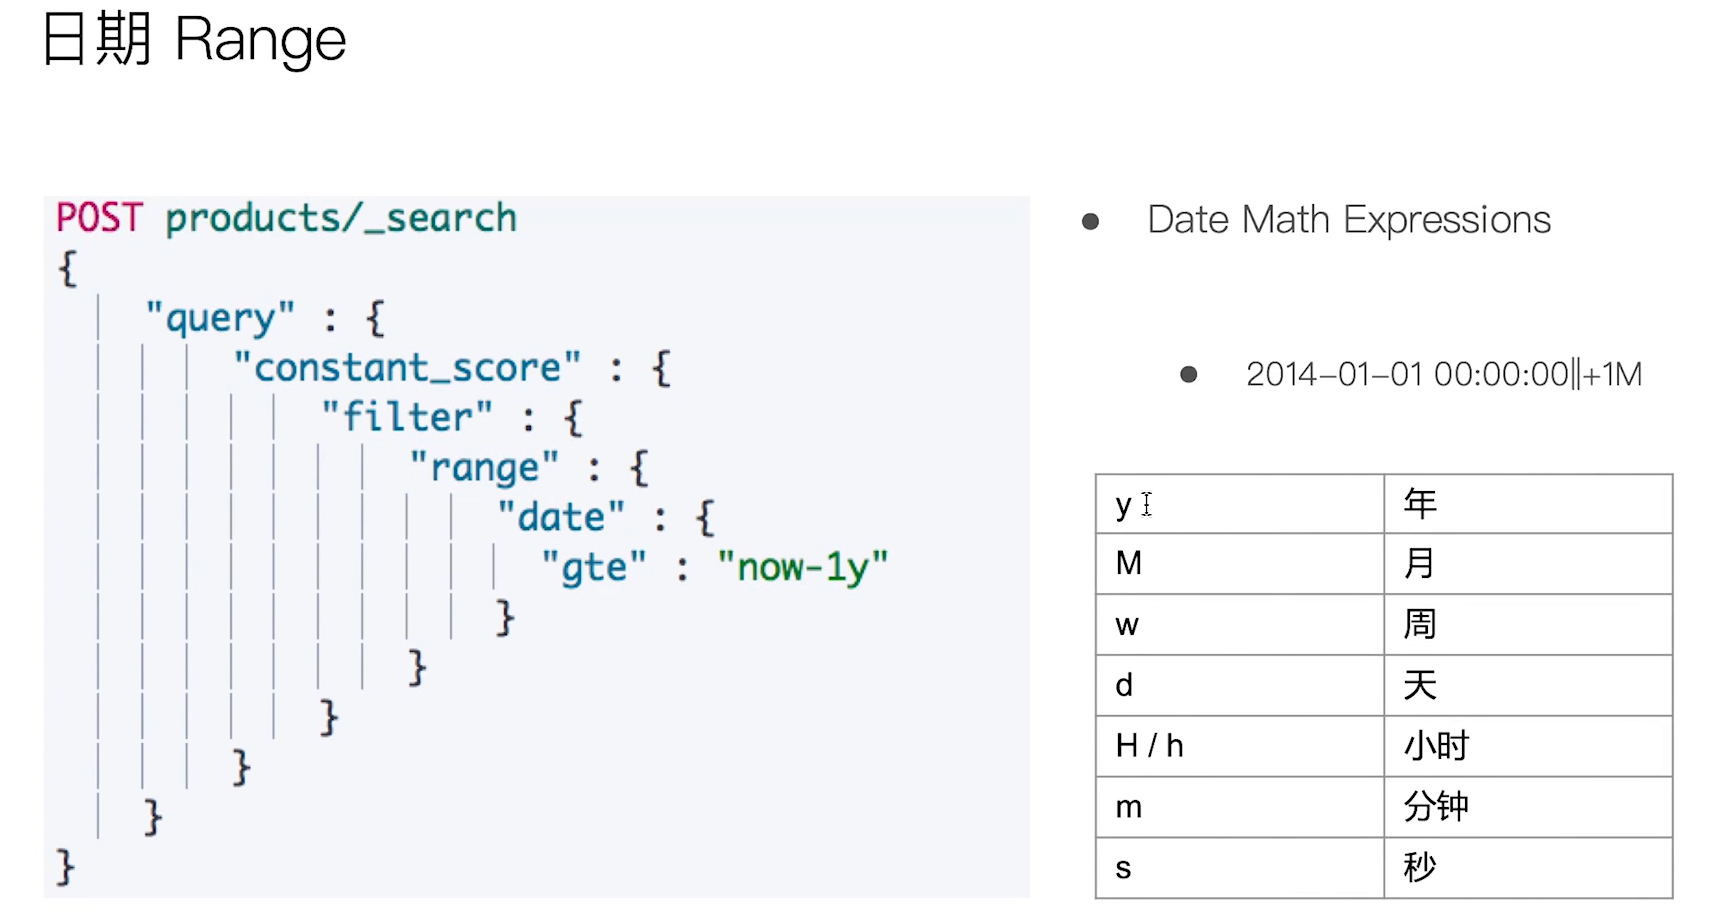 日期 Range
POST products/_search
{
"query" : {
"constant_score" : {
"filter" : {
"range" : {
"date" : {
"gte" : "now-1y"
}
}
}
}
}
}
● Date Math Expressions
● 2014–01–01 00:00:00||+1M
y 年
M 月
w 周
d 天
H / h 小时
m 分钟
s 秒